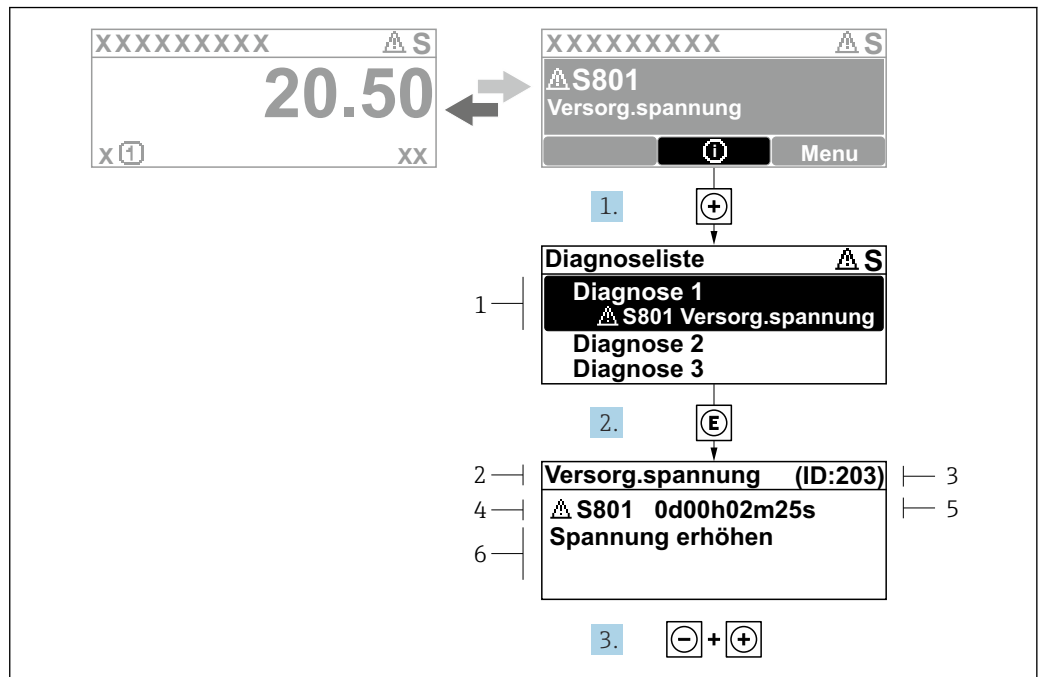 XXXXXXXXX ⚠ S
20.50
X 1 XX
XXXXXXXXX ⚠ S
⚠ S801
Versorg.spannung
i Menu
1. +
Diagnoseliste ⚠ S
1
Diagnose 1
⚠ S801 Versorg.spannung
Diagnose 2
Diagnose 3
2. E
2 Versorg.spannung (ID:203) 3
4 ⚠ S801 0d00h02m25s 5
6 Spannung erhöhen
3. - + +